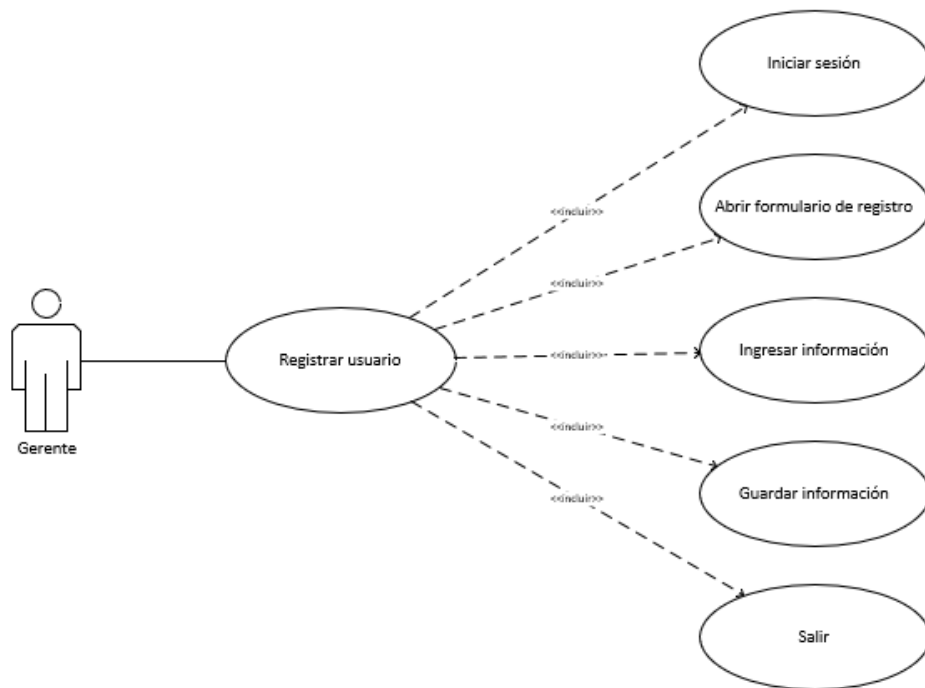 Iniciar sesión
<<incluir>>
Abrir formulario de registro
<<incluir>>
Registrar usuario
<<incluir>>
Ingresar información
Gerente
<<incluir>>
Guardar información
<<incluir>>
Salir